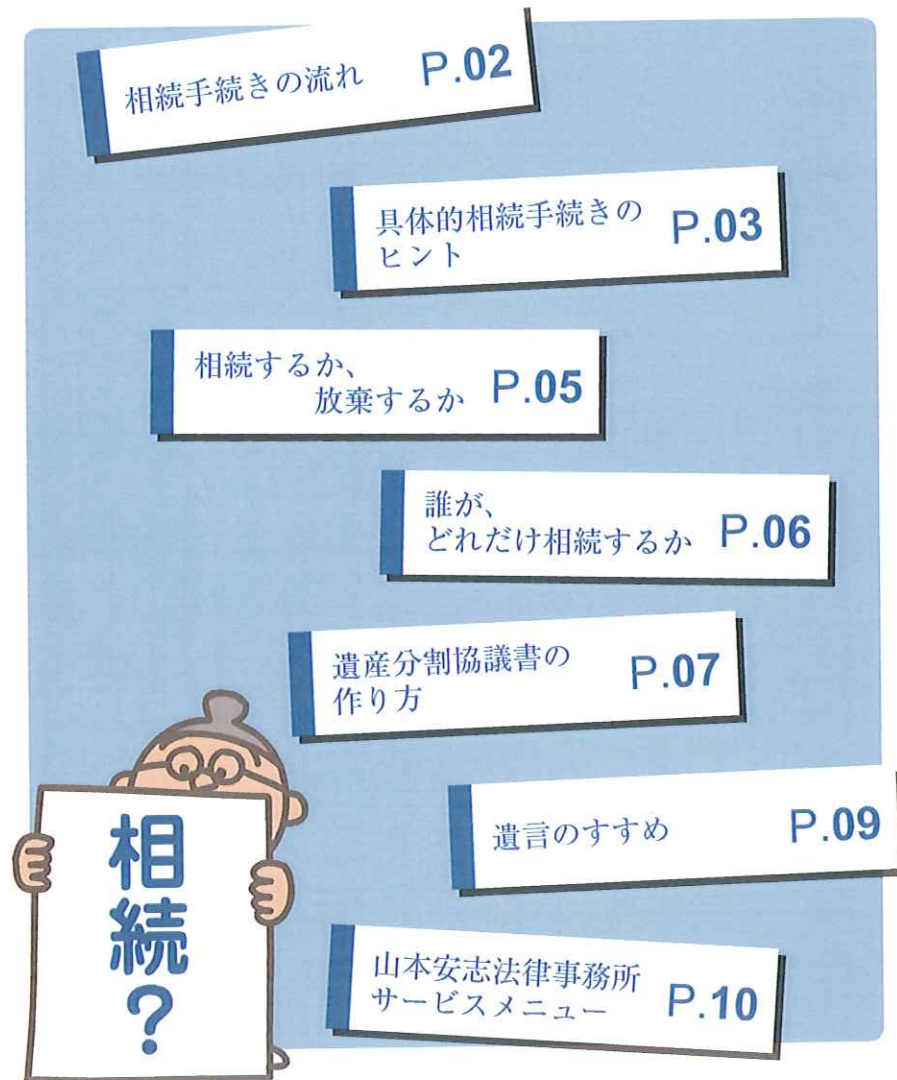 相続手続きの流れ P.02
具体的相続手続きの P.03
ヒント
相続するか、
放棄するか P.05
誰が、
どれだけ相続するか P.06
遺産分割協議書の P.07
作り方
遺言のすすめ P.09
山本安志法律事務所
サービスメニュー P.10
相続？